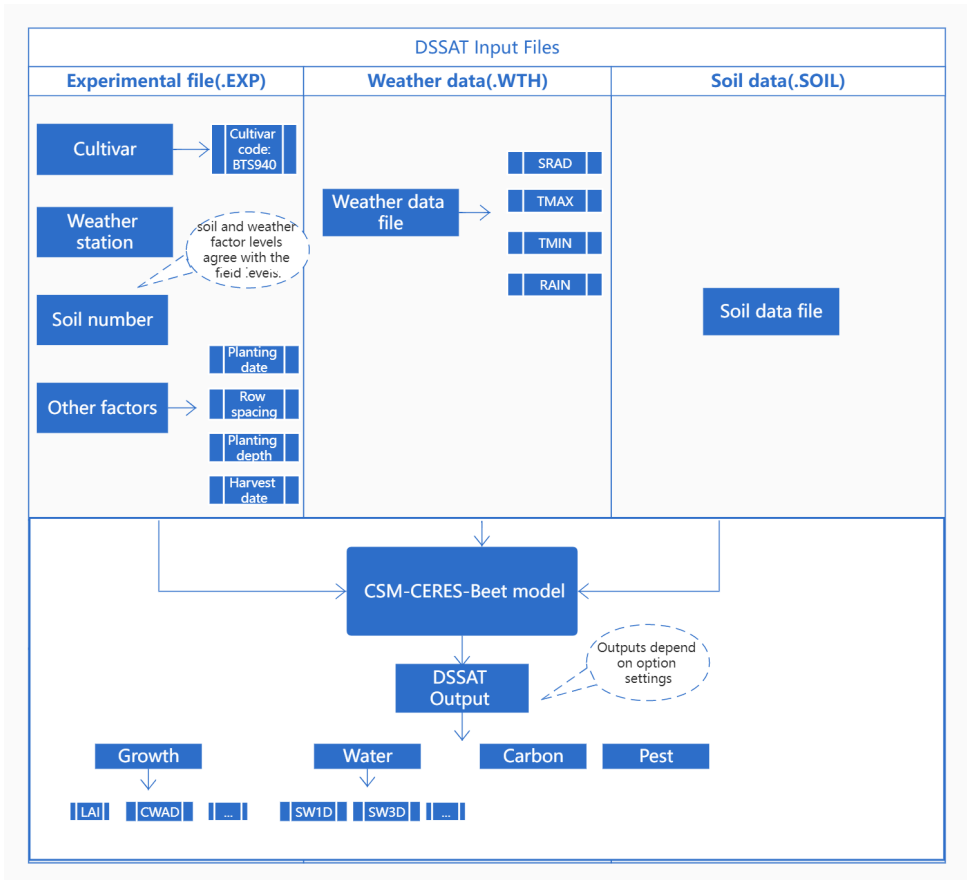 DSSAT Input Files
Experimental file(.EXP)
Weather data(.WTH)
Soil data(.SOIL)
Cultivar
Cultivar
code:
BTS940
Weather
station
soil and weather
factor levels
agree with the
field levels.
Soil number
Other factors
Planting
date
Row
spacing
Planting
depth
Harvest
date
Weather data
file
SRAD
TMAX
TMIN
RAIN
Soil data file
CSM-CERES-Beet model
DSSAT
Output
Outputs depend
on option
settings
Growth
Water
Carbon
Pest
LAI
CWAD
...
SW1D
SW3D
...